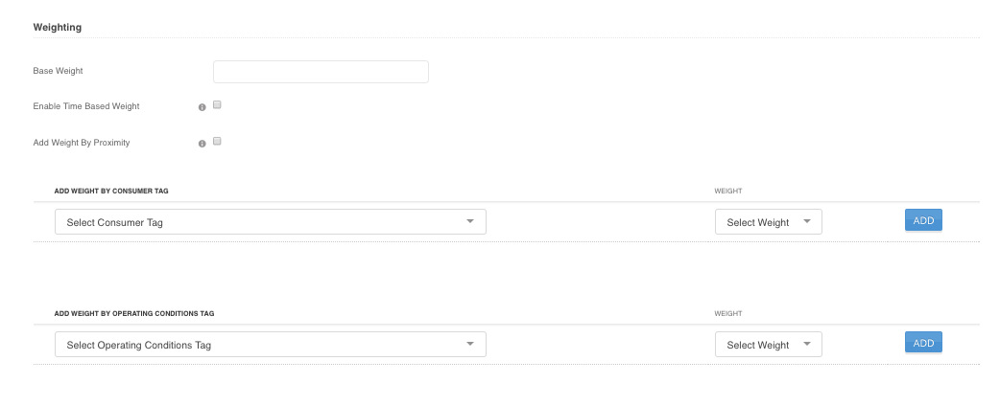 Weighting
Base Weight
Enable Time Based Weight
Add Weight By Proximity
ADD WEIGHT BY CONSUMER TAG WEIGHT
Select Consumer Tag Select Weight ADD
ADD WEIGHT BY OPERATING CONDITIONS TAG WEIGHT
Select Operating Conditions Tag Select Weight ADD